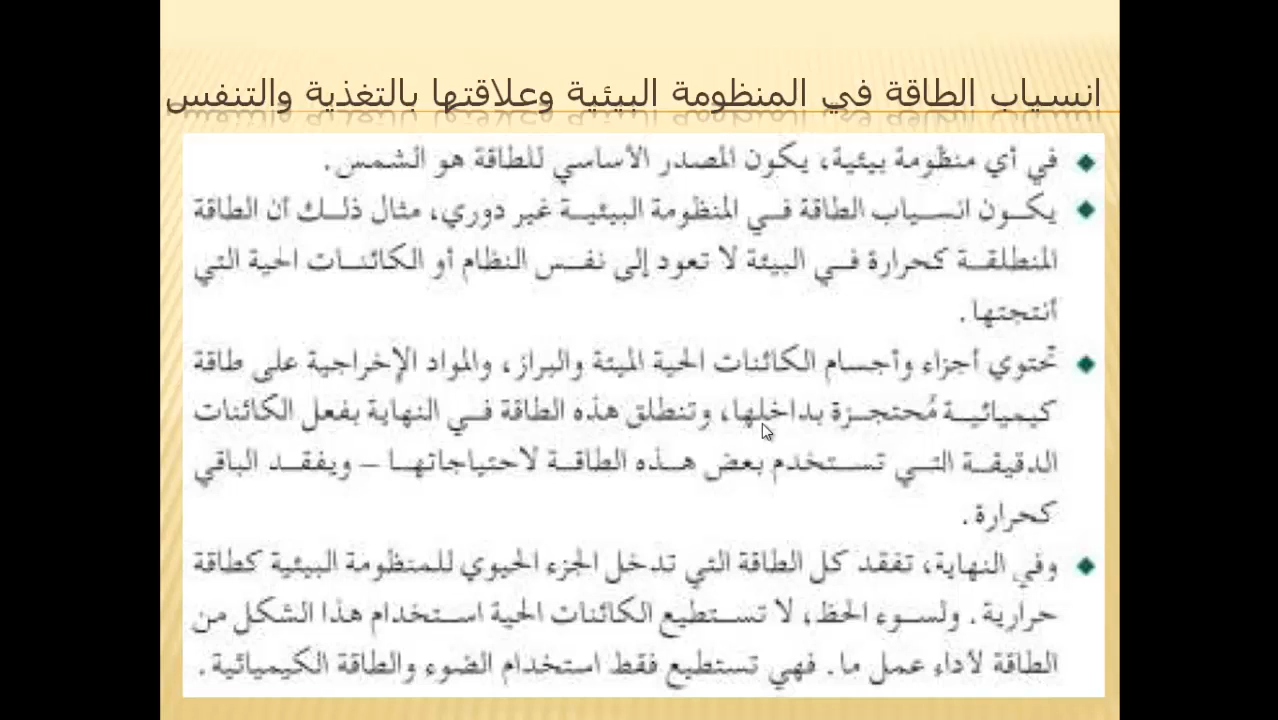 انسياب الطاقة في المنظومة البيئية وعلاقتها بالتغذية والتنفس
في أي منظومة بيئية، يكون المصدر الأساسي للطاقة هو الشمس.
يكون انسياب الطاقة في المنظومة البيئية غير دوري، مثال ذلك أن الطاقة
المنطلقة كحرارة في البيئة لا تعود إلى نفس النظام أو الكائنات الحية التي
أنتجتها.
تحتوي أجزاء وأجسام الكائنات الحية الميتة والبراز، والمواد الإخراجية على طاقة
كيميائية مُحتجزة بداخلها، وتنطلق هذه الطاقة في النهاية بفعل الكائنات
الدقيقة التي تستخدم بعض هذه الطاقة لاحتياجاتها – ويفقد الباقي
كحرارة.
وفي النهاية، تفقد كل الطاقة التي تدخل الجزء الحيوي للمنظومة البيئية كطاقة
حرارية. ولسوء الحظ، لا تستطيع الكائنات الحية استخدام هذا الشكل من
الطاقة لأداء عمل ما. فهي تستطيع فقط استخدام الضوء والطاقة الكيميائية.